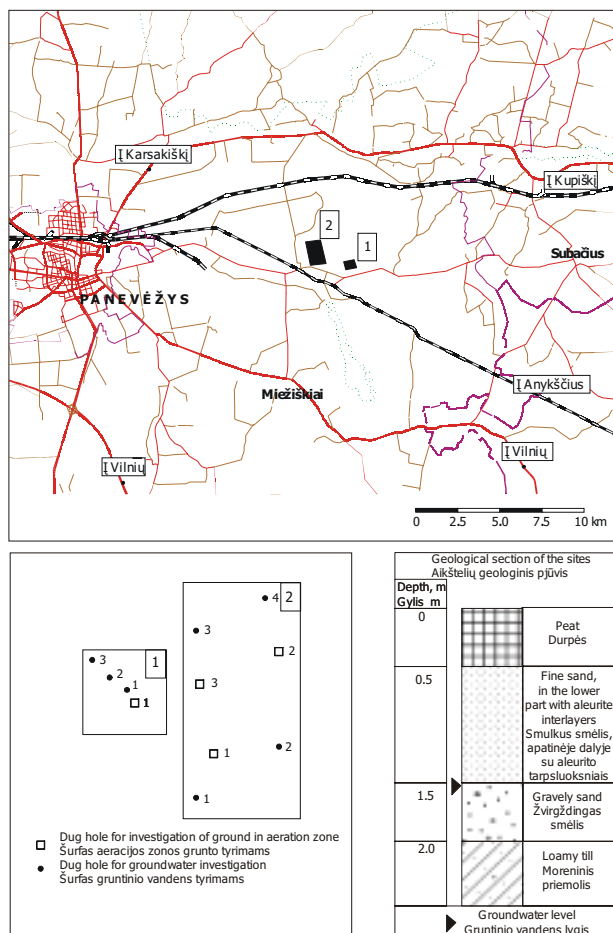 Į Karsakiškį
Į Kupiškį
2
1
Subačius
PANEVĖŽYS
Į Anykščius
Miežiškiai
Į Vilnių
Į Vilnių
0 2.5 5.0 7.5 10 km
4 2
3
2
3
1
2
1
1
3 1
2
1
1
Dug hole for investigation of ground in aeration zone
Šurfas aeracijos zonos grunto tyrimams
Dug hole for groundwater investigation
Šurfas gruntinio vandens tyrimams
Geological section of the sites
Aikštelių geologinis pjūvis
Depth, m
Gylis m
0
Peat
Durpės
0.5
Fine sand,
in the lower
part with aleurite
interlayers
Smulkus smėlis,
apatinėje dalyje
su aleurito
tarpsluoksniais
1.5
Gravely sand
Žvirgždingas
smėlis
2.0
Loamy till
Moreninis
priemolis
Groundwater level
Gruntinio vandens lygis